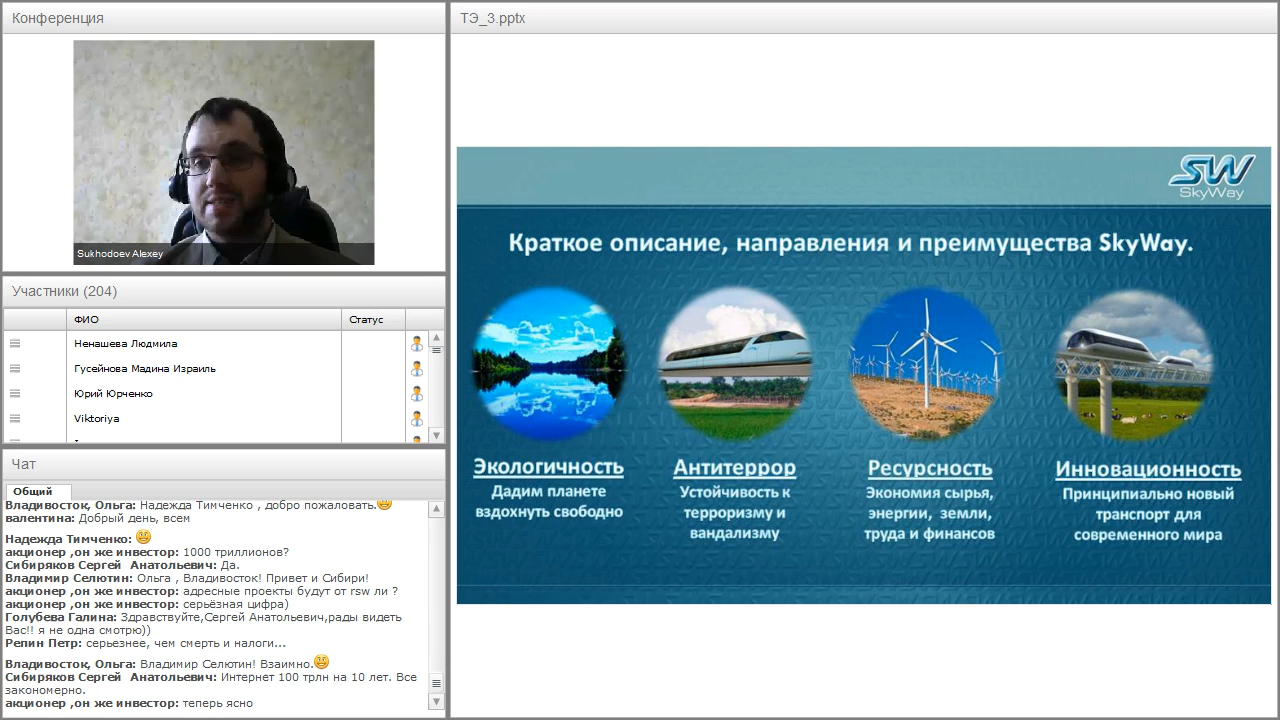 Конференция
Sukhodoev Alexey
Участники (204)
ФИО
Статус
Ненашева Людмила
Гусейнова Мадина Израиль
Юрий Юрченко
Viktoriya
Чат
Общий
Владивосток, Ольга: Надежда Тимченко , добро пожаловать.
валентина: Добрый день, всем
Надежда Тимченко:
акционер ,он же инвестор: 1000 триллионов?
Сибиряков Сергей  Анатольевич: Да.
Владимир Селютин: Ольга , Владивосток! Привет и Сибири!
акционер ,он же инвестор: адресные проекты будут от rsw ли ?
акционер ,он же инвестор: серьёзная цифра)
Голубева Галина: Здравствуйте,Сергей Анатольевич,рады видеть
Вас!! я не одна смотрю))
Репин Петр: серьезнее, чем смерть и налоги...
Владивосток, Ольга: Владимир Селютин! Взаимно.
Сибиряков Сергей  Анатольевич: Интернет 100 трлн на 10 лет. Все
закономерно.
акционер ,он же инвестор: теперь ясно
ТЭ_3.pptx
SW
SkyWay
Краткое описание, направления и преимущества SkyWay.
Экологичность
Дадим планете
вздохнуть свободно
Антитеррор
Устойчивость к
терроризму и
вандализму
Ресурсность
Экономия сырья,
энергии,  земли,
труда и финансов
Инновационность
Принципиально новый
транспорт для
современного мира